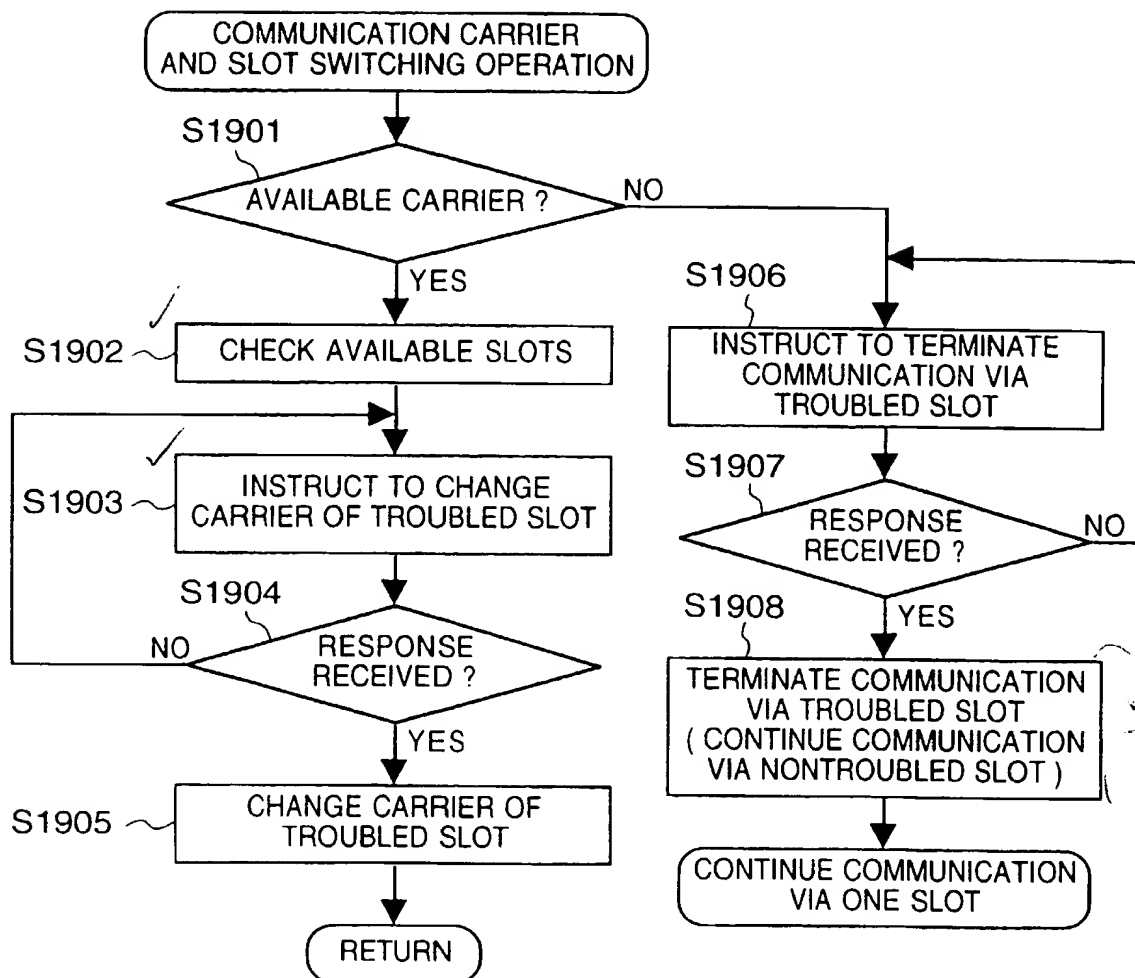 COMMUNICATION CARRIER
AND SLOT SWITCHING OPERATION
S1901
AVAILABLE CARRIER ?
NO
YES
S1902
CHECK AVAILABLE SLOTS
S1903
INSTRUCT TO CHANGE
CARRIER OF TROUBLED SLOT
S1904
NO
RESPONSE
RECEIVED ?
YES
S1905
CHANGE CARRIER OF
TROUBLED SLOT
RETURN
S1906
INSTRUCT TO TERMINATE
COMMUNICATION VIA
TROUBLED SLOT
S1907
RESPONSE
RECEIVED ?
NO
S1908
YES
TERMINATE COMMUNICATION
VIA TROUBLED SLOT
( CONTINUE COMMUNICATION
VIA NONTROUBLED SLOT )
CONTINUE COMMUNICATION
VIA ONE SLOT